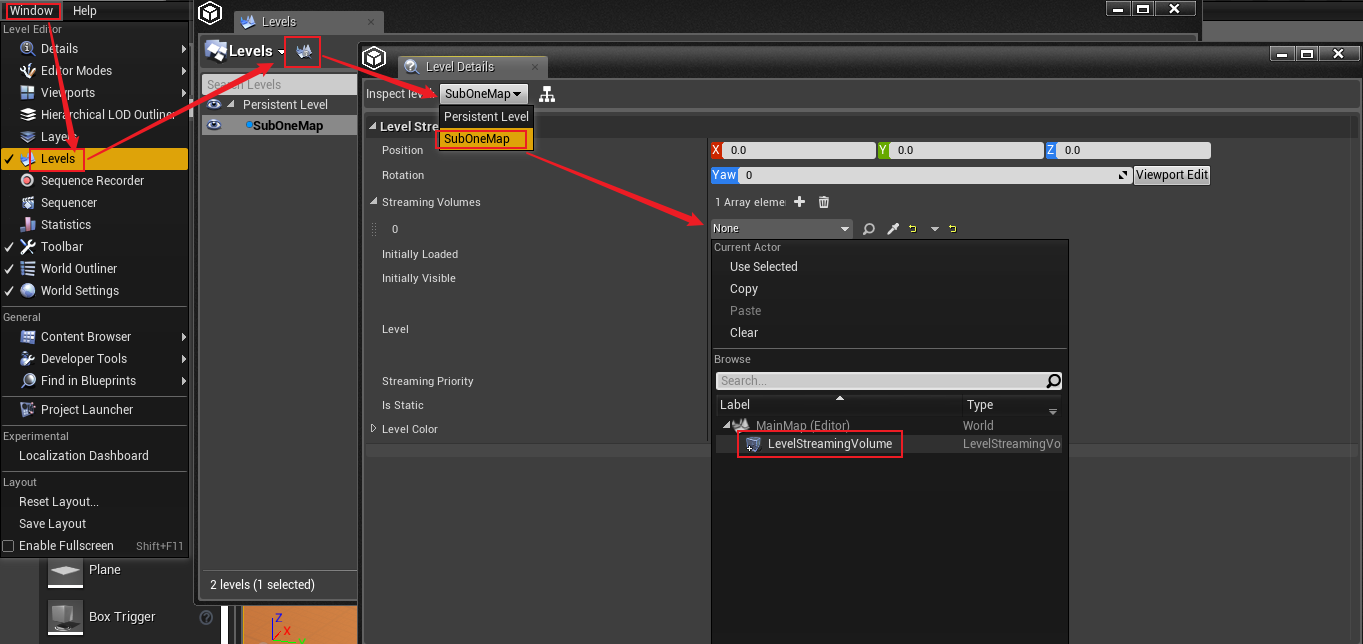 Window
Help
Level Editor
Details
Editor Modes
Viewports
Hierarchical LOD Outliner
Layers
Levels
Sequence Recorder
Sequencer
Statistics
Toolbar
World Outliner
World Settings
General
Content Browser
Developer Tools
Find in Blueprints
Project Launcher
Experimental
Localization Dashboard
Layout
Reset Layout...
Save Layout
Enable Fullscreen Shift+F11
Plane
Box Trigger
Levels
Levels
Search Levels
Persistent Level
SubOneMap
2 levels (1 selected)
Z
X
Y
Level Details
Inspect level
SubOneMap
Persistent Level
SubOneMap
Level Stre
Position X 0.0 Y 0.0 Z 0.0
Rotation Yaw 0 Viewport Edit
Streaming Volumes 1 Array eleme
0 None
Initially Loaded
Initially Visible
Level
Streaming Priority
Is Static
Level Color
Current Actor
Use Selected
Copy
Paste
Clear
Browse
Search...
Label Type
MainMap (Editor) World
LevelStreamingVolume LevelStreamingVo